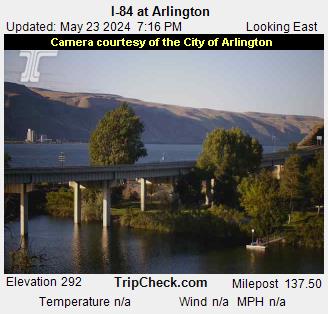 I-84 at Arlington
Updated: May 23 2024 7:16 PM Looking East
Camera courtesy of the City of Arlington
Elevation 292 TripCheck.com Milepost 137.50
Temperature n/a Wind n/a MPH n/a